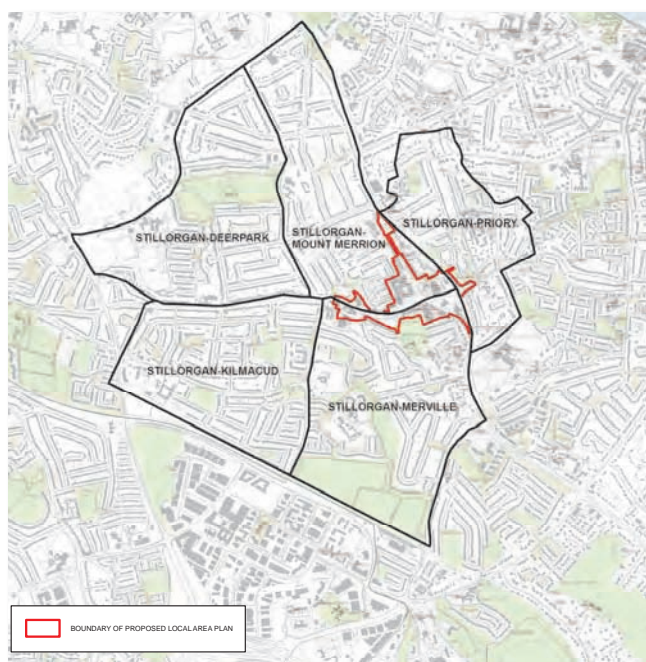 STILLORGAN-PRIORY
STILLORGAN-
MOUNT MERRION
STILLORGAN-DEERPARK
STILLORGAN-KILMACUD
STILLORGAN-MERVILLE
BOUNDARY OF PROPOSED LOCAL AREA PLAN